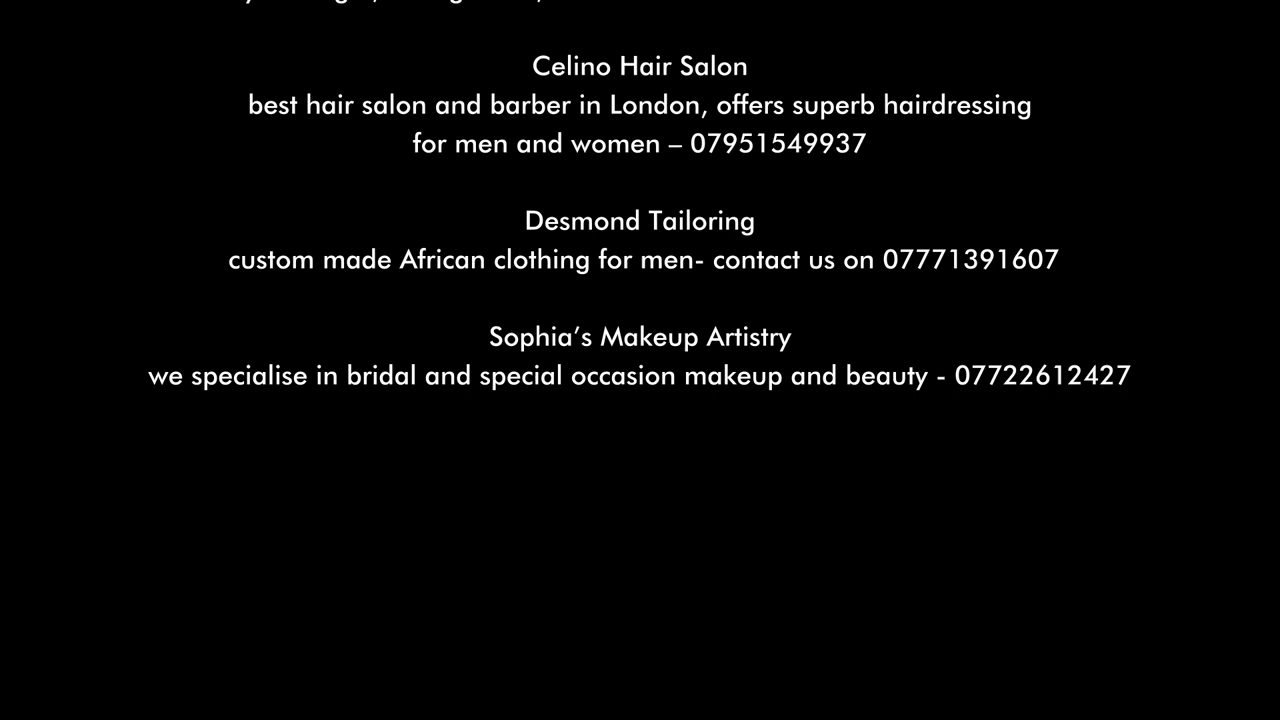 Celino Hair Salon
best hair salon and barber in London, offers superb hairdressing
for men and women – 07951549937
Desmond Tailoring
custom made African clothing for men- contact us on 07771391607
Sophia’s Makeup Artistry
we specialise in bridal and special occasion makeup and beauty - 07722612427